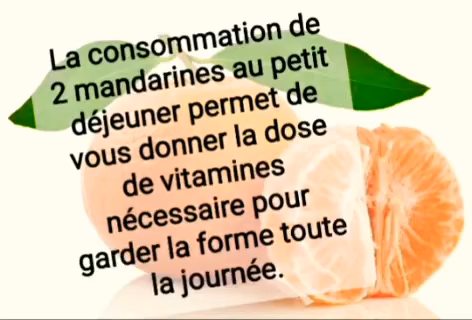 La consommation de
2 mandarines au petit
déjeuner permet de
vous donner la dose
de vitamines
nécessaire pour
garder la forme toute
la journée.